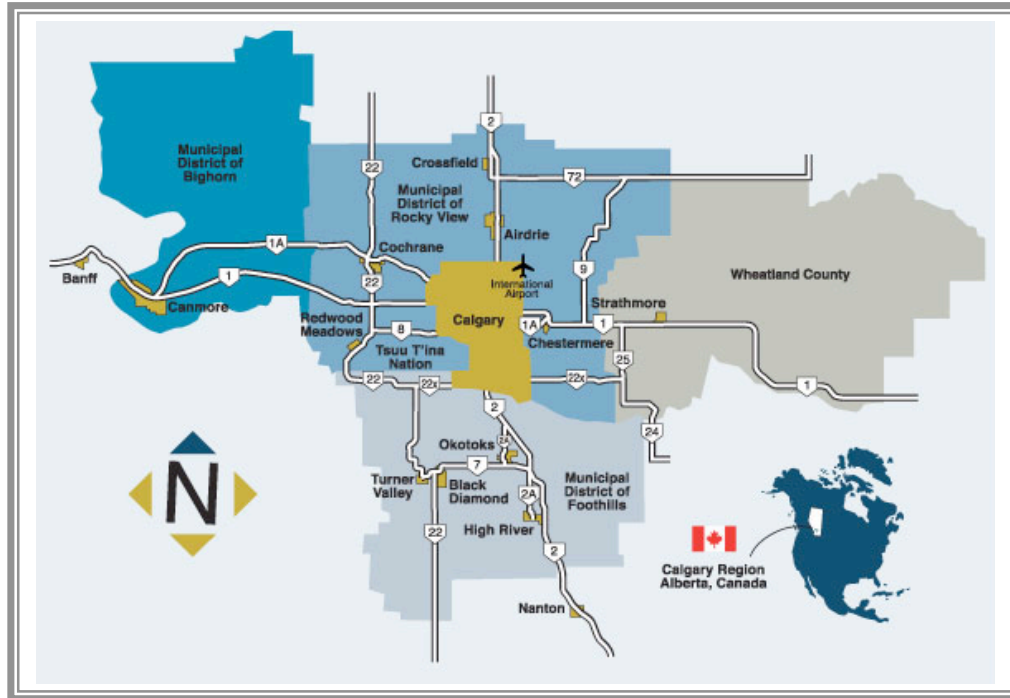 2
Crossfield
72
Municipal
District of
Bighorn
22
Municipal
District of
Rocky View
Airdrie
1A
Cochrane
9
Wheatland County
Banff
1
Canmore
22
International
Airport
Strathmore
Redwood
Meadows
8
Calgary
1A
Chestermere
1
Tsuu T'ina
Nation
25
22
22x
22x
1
2
24
N
Okotoks
2A
7
Turner
Valley
Black
Diamond
2A
Municipal
District of
Foothills
22
High River
2
Calgary Region
Alberta, Canada
Nanton